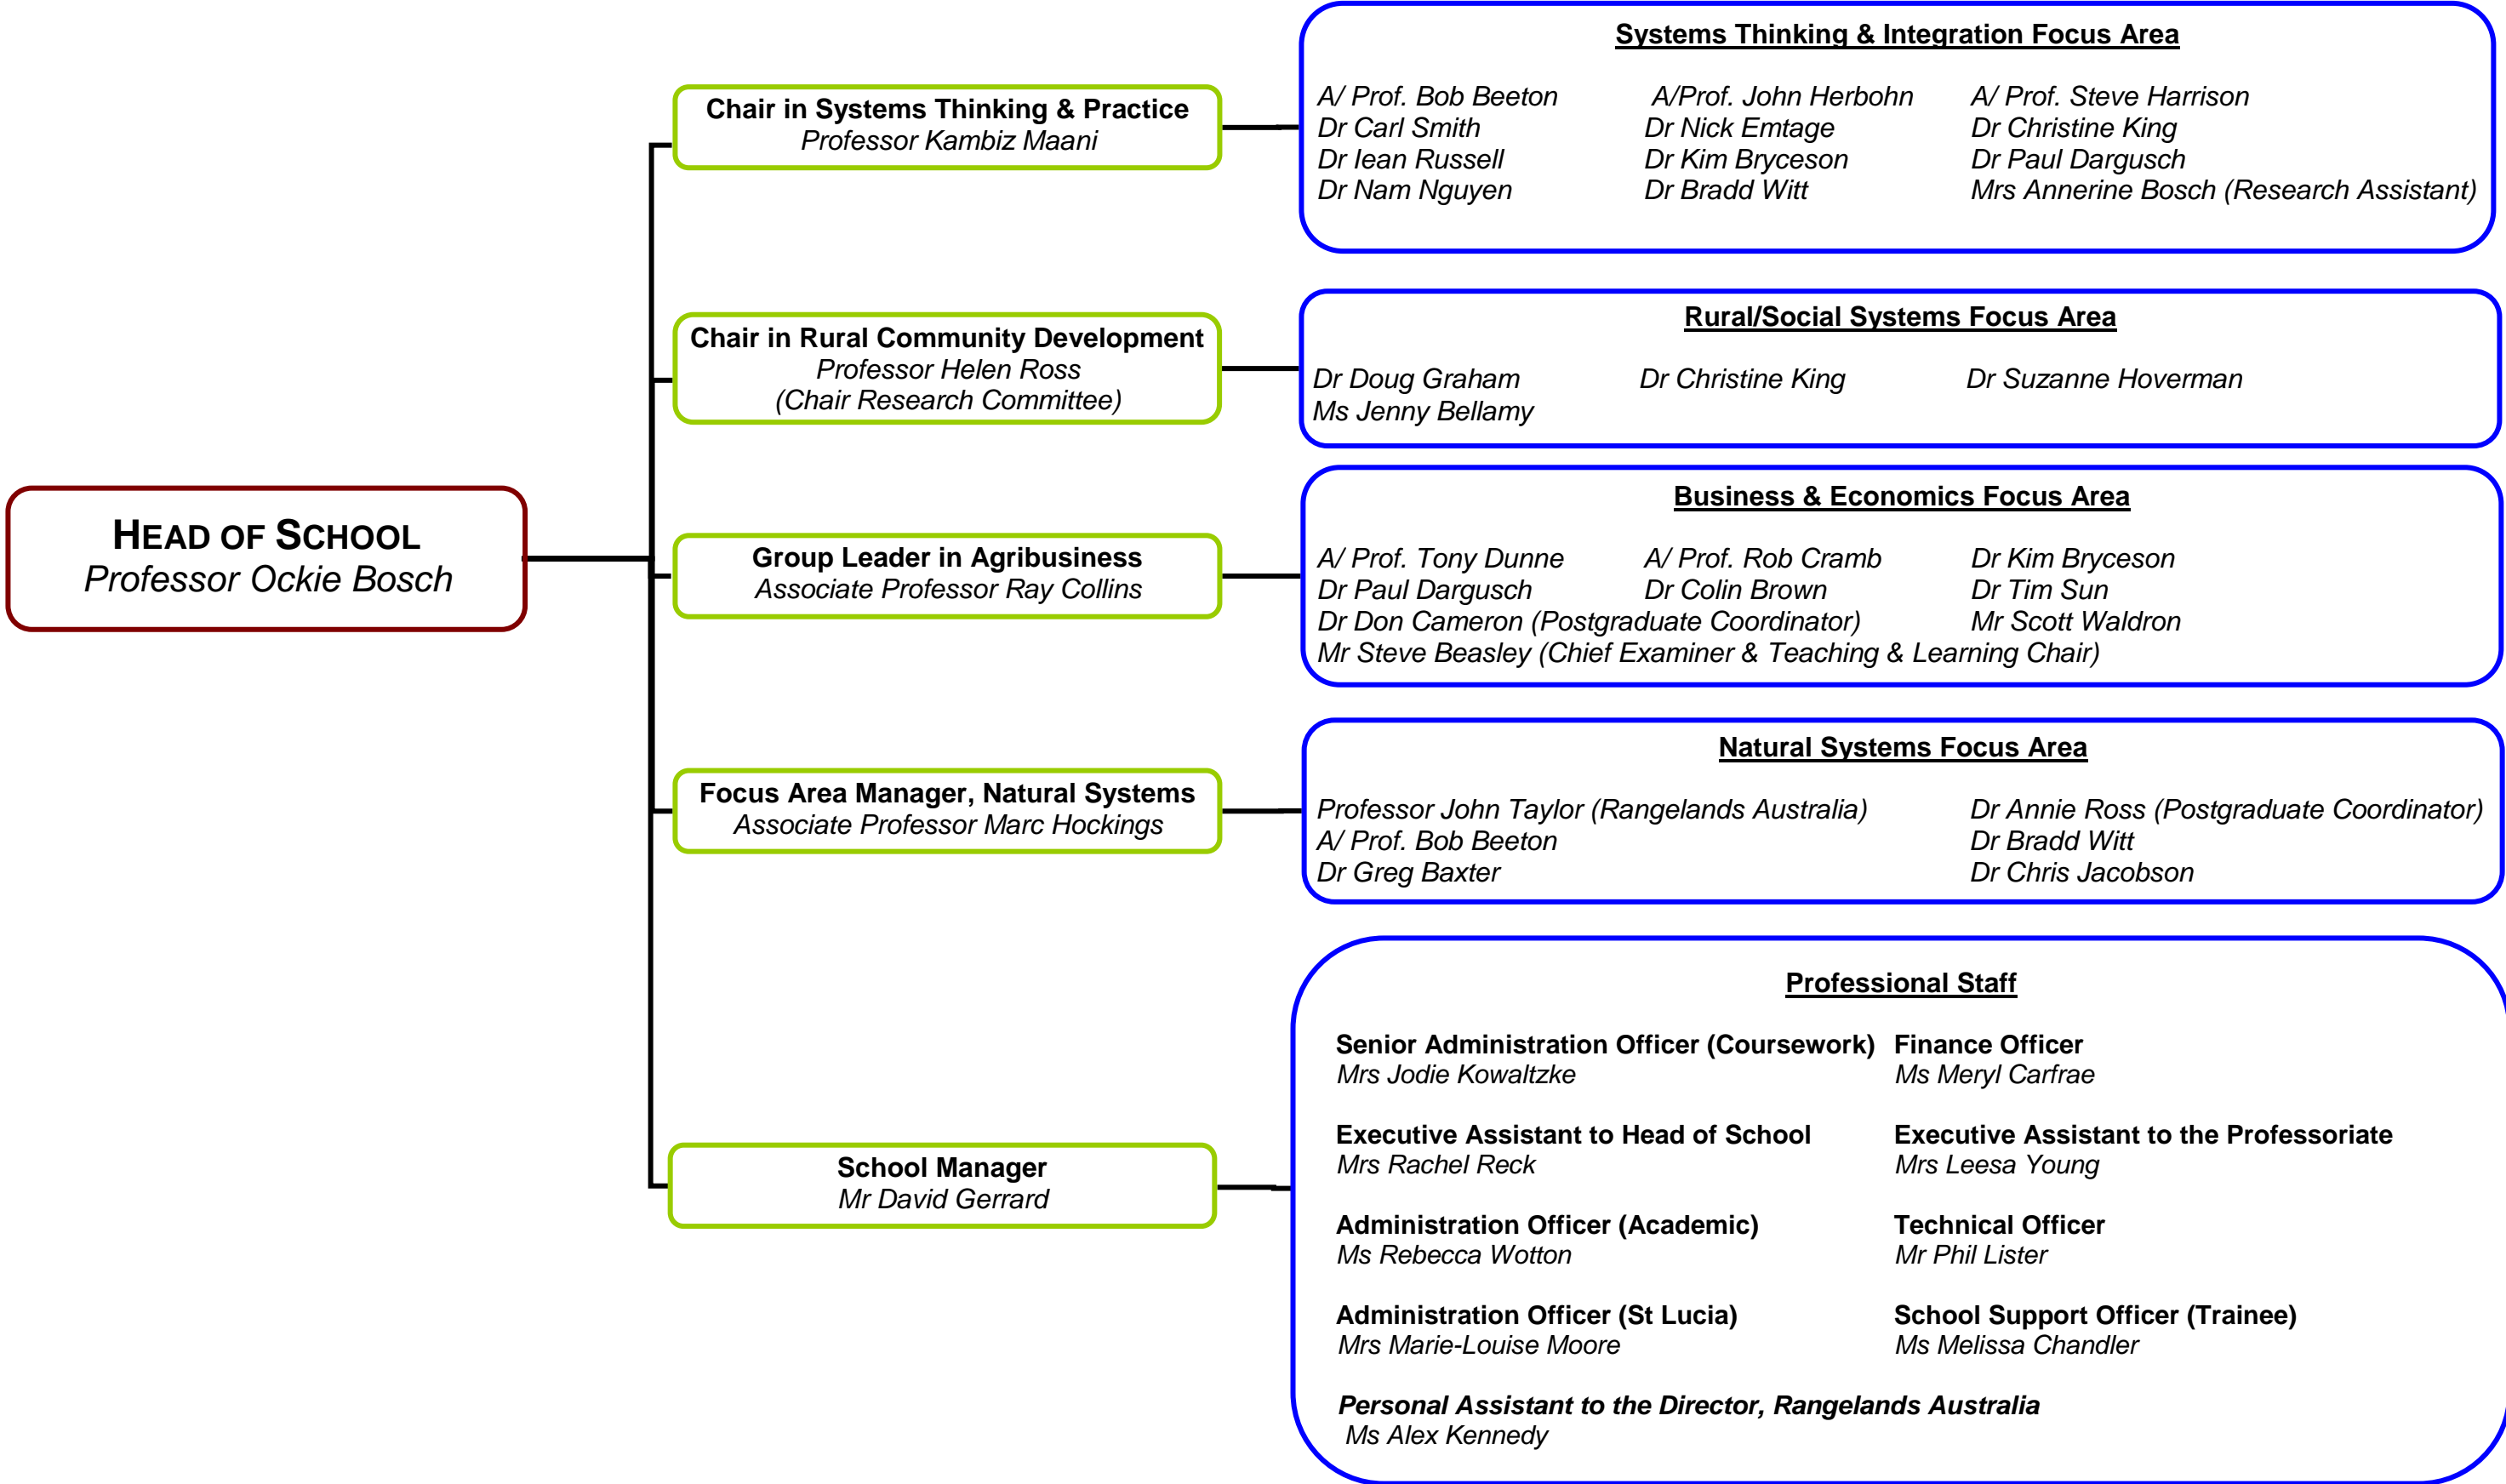 Systems Thinking & Integration Focus Area
A/ Prof. Bob Beeton A/Prof. John Herbohn A/ Prof. Steve Harrison
Dr Carl Smith Dr Nick Emtage Dr Christine King
Dr Iean Russell Dr Kim Bryceson Dr Paul Dargusch
Dr Nam Nguyen Dr Bradd Witt Mrs Annerine Bosch (Research Assistant)
Chair in Systems Thinking & Practice
Professor Kambiz Maani
Rural/Social Systems Focus Area
Dr Doug Graham Dr Christine King Dr Suzanne Hoverman
Ms Jenny Bellamy
Chair in Rural Community Development
Professor Helen Ross
(Chair Research Committee)
HEAD OF SCHOOL
Professor Ockie Bosch
Business & Economics Focus Area
A/ Prof. Tony Dunne A/ Prof. Rob Cramb Dr Kim Bryceson
Dr Paul Dargusch Dr Colin Brown Dr Tim Sun
Dr Don Cameron (Postgraduate Coordinator) Mr Scott Waldron
Mr Steve Beasley (Chief Examiner & Teaching & Learning Chair)
Group Leader in Agribusiness
Associate Professor Ray Collins
Natural Systems Focus Area
Professor John Taylor (Rangelands Australia) Dr Annie Ross (Postgraduate Coordinator)
A/ Prof. Bob Beeton Dr Bradd Witt
Dr Greg Baxter Dr Chris Jacobson
Focus Area Manager, Natural Systems
Associate Professor Marc Hockings
Professional Staff
Senior Administration Officer (Coursework) Finance Officer
Mrs Jodie Kowaltzke Ms Meryl Carfrae
Executive Assistant to Head of School Executive Assistant to the Professoriate
Mrs Rachel Reck Mrs Leesa Young
Administration Officer (Academic) Technical Officer
Ms Rebecca Wotton Mr Phil Lister
Administration Officer (St Lucia) School Support Officer (Trainee)
Mrs Marie-Louise Moore Ms Melissa Chandler
Personal Assistant to the Director, Rangelands Australia
Ms Alex Kennedy
School Manager
Mr David Gerrard